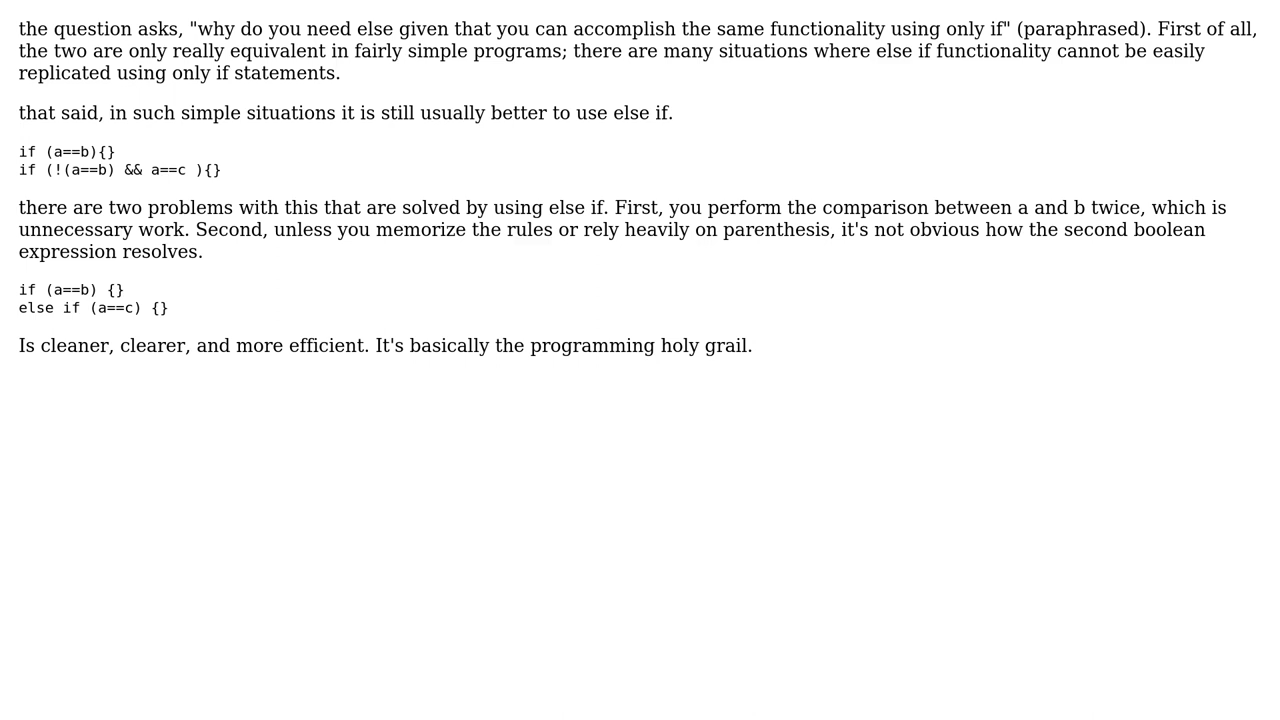 the question asks, "why do you need else given that you can accomplish the same functionality using only if" (paraphrased). First of all,
the two are only really equivalent in fairly simple programs; there are many situations where else if functionality cannot be easily
replicated using only if statements.
that said, in such simple situations it is still usually better to use else if.
if (a==b){}
if (!(a==b) && a==c ){}
there are two problems with this that are solved by using else if. First, you perform the comparison between a and b twice, which is
unnecessary work. Second, unless you memorize the rules or rely heavily on parenthesis, it's not obvious how the second boolean
expression resolves.
if (a==b) {}
else if (a==c) {}
Is cleaner, clearer, and more efficient. It's basically the programming holy grail.